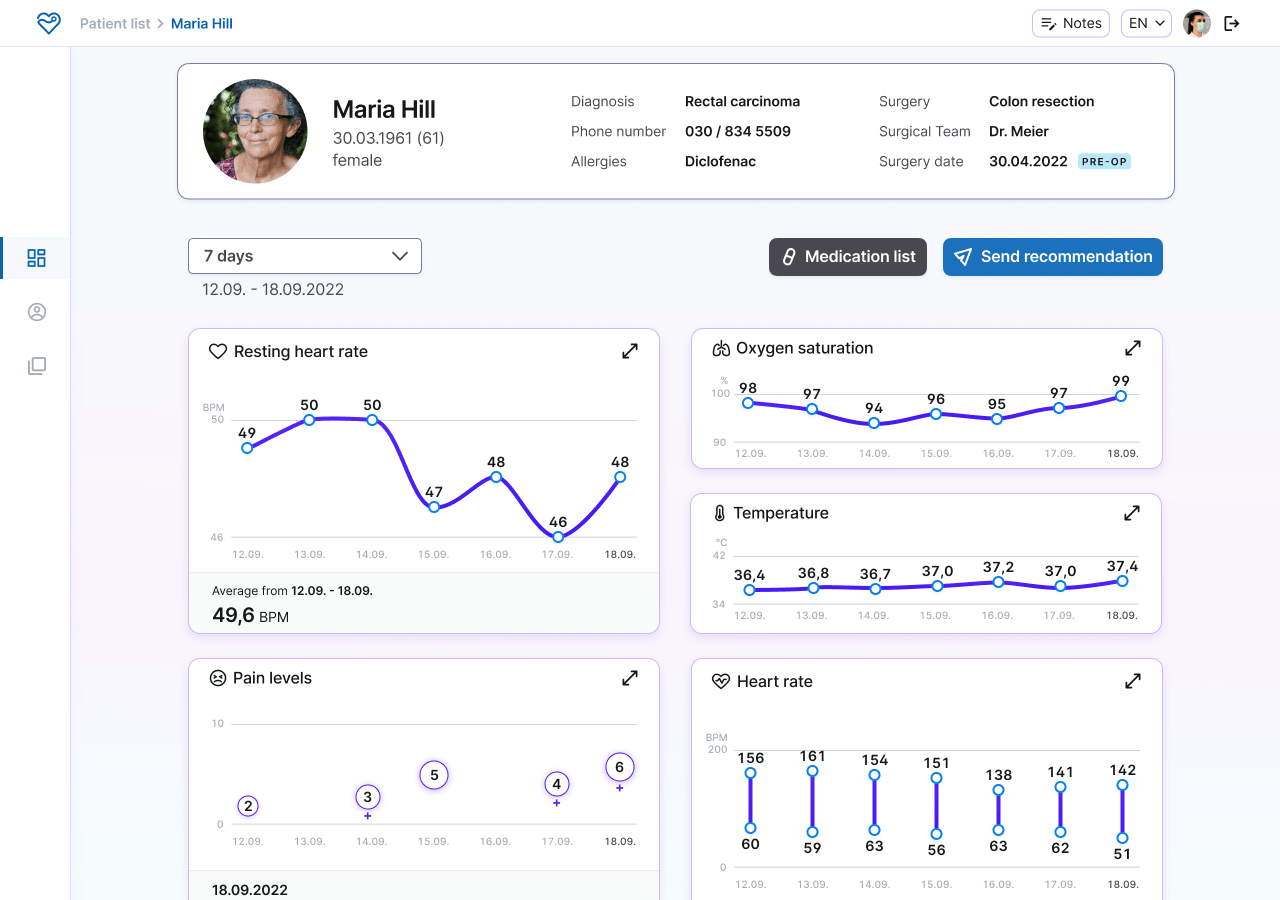 Patient list > Maria Hill
Notes
EN
Maria Hill
30.03.1961 (61)
female
Diagnosis Rectal carcinoma
Phone number 030 / 834 5509
Allergies Diclofenac
Surgery Colon resection
Surgical Team Dr. Meier
Surgery date 30.04.2022 PRE-OP
7 days
12.09. - 18.09.2022
Medication list
Send recommendation
Resting heart rate
BPM
50
49 50 50 47 48 46 48
46
12.09. 13.09. 14.09. 15.09. 16.09. 17.09. 18.09.
Average from 12.09. - 18.09.
49,6 BPM
Oxygen saturation
%
100
98 97 94 96 95 97 99
90
12.09. 13.09. 14.09. 15.09. 16.09. 17.09. 18.09.
Temperature
°C
42
36,4 36,8 36,7 37,0 37,2 37,0 37,4
34
12.09. 13.09. 14.09. 15.09. 16.09. 17.09. 18.09.
Pain levels
10
2 3 5 4 6
+ + +
0
12.09. 13.09. 14.09. 15.09. 16.09. 17.09. 18.09.
18.09.2022
Heart rate
BPM
200
156 161 154 151 138 141 142
60 59 63 56 63 62 51
0
12.09. 13.09. 14.09. 15.09. 16.09. 17.09. 18.09.